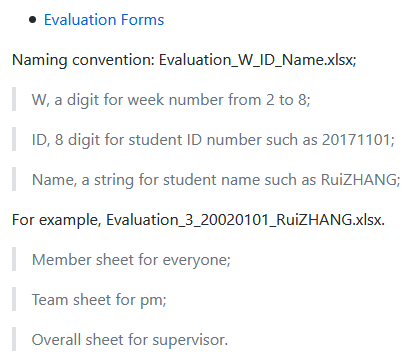 Evaluation Forms
Naming convention: Evaluation_W_ID_Name.xlsx;
W, a digit for week number from 2 to 8;
ID, 8 digit for student ID number such as 20171101;
Name, a string for student name such as RuiZHANG;
For example, Evaluation_3_20020101_RuiZHANG.xlsx.
Member sheet for everyone;
Team sheet for pm;
Overall sheet for supervisor.